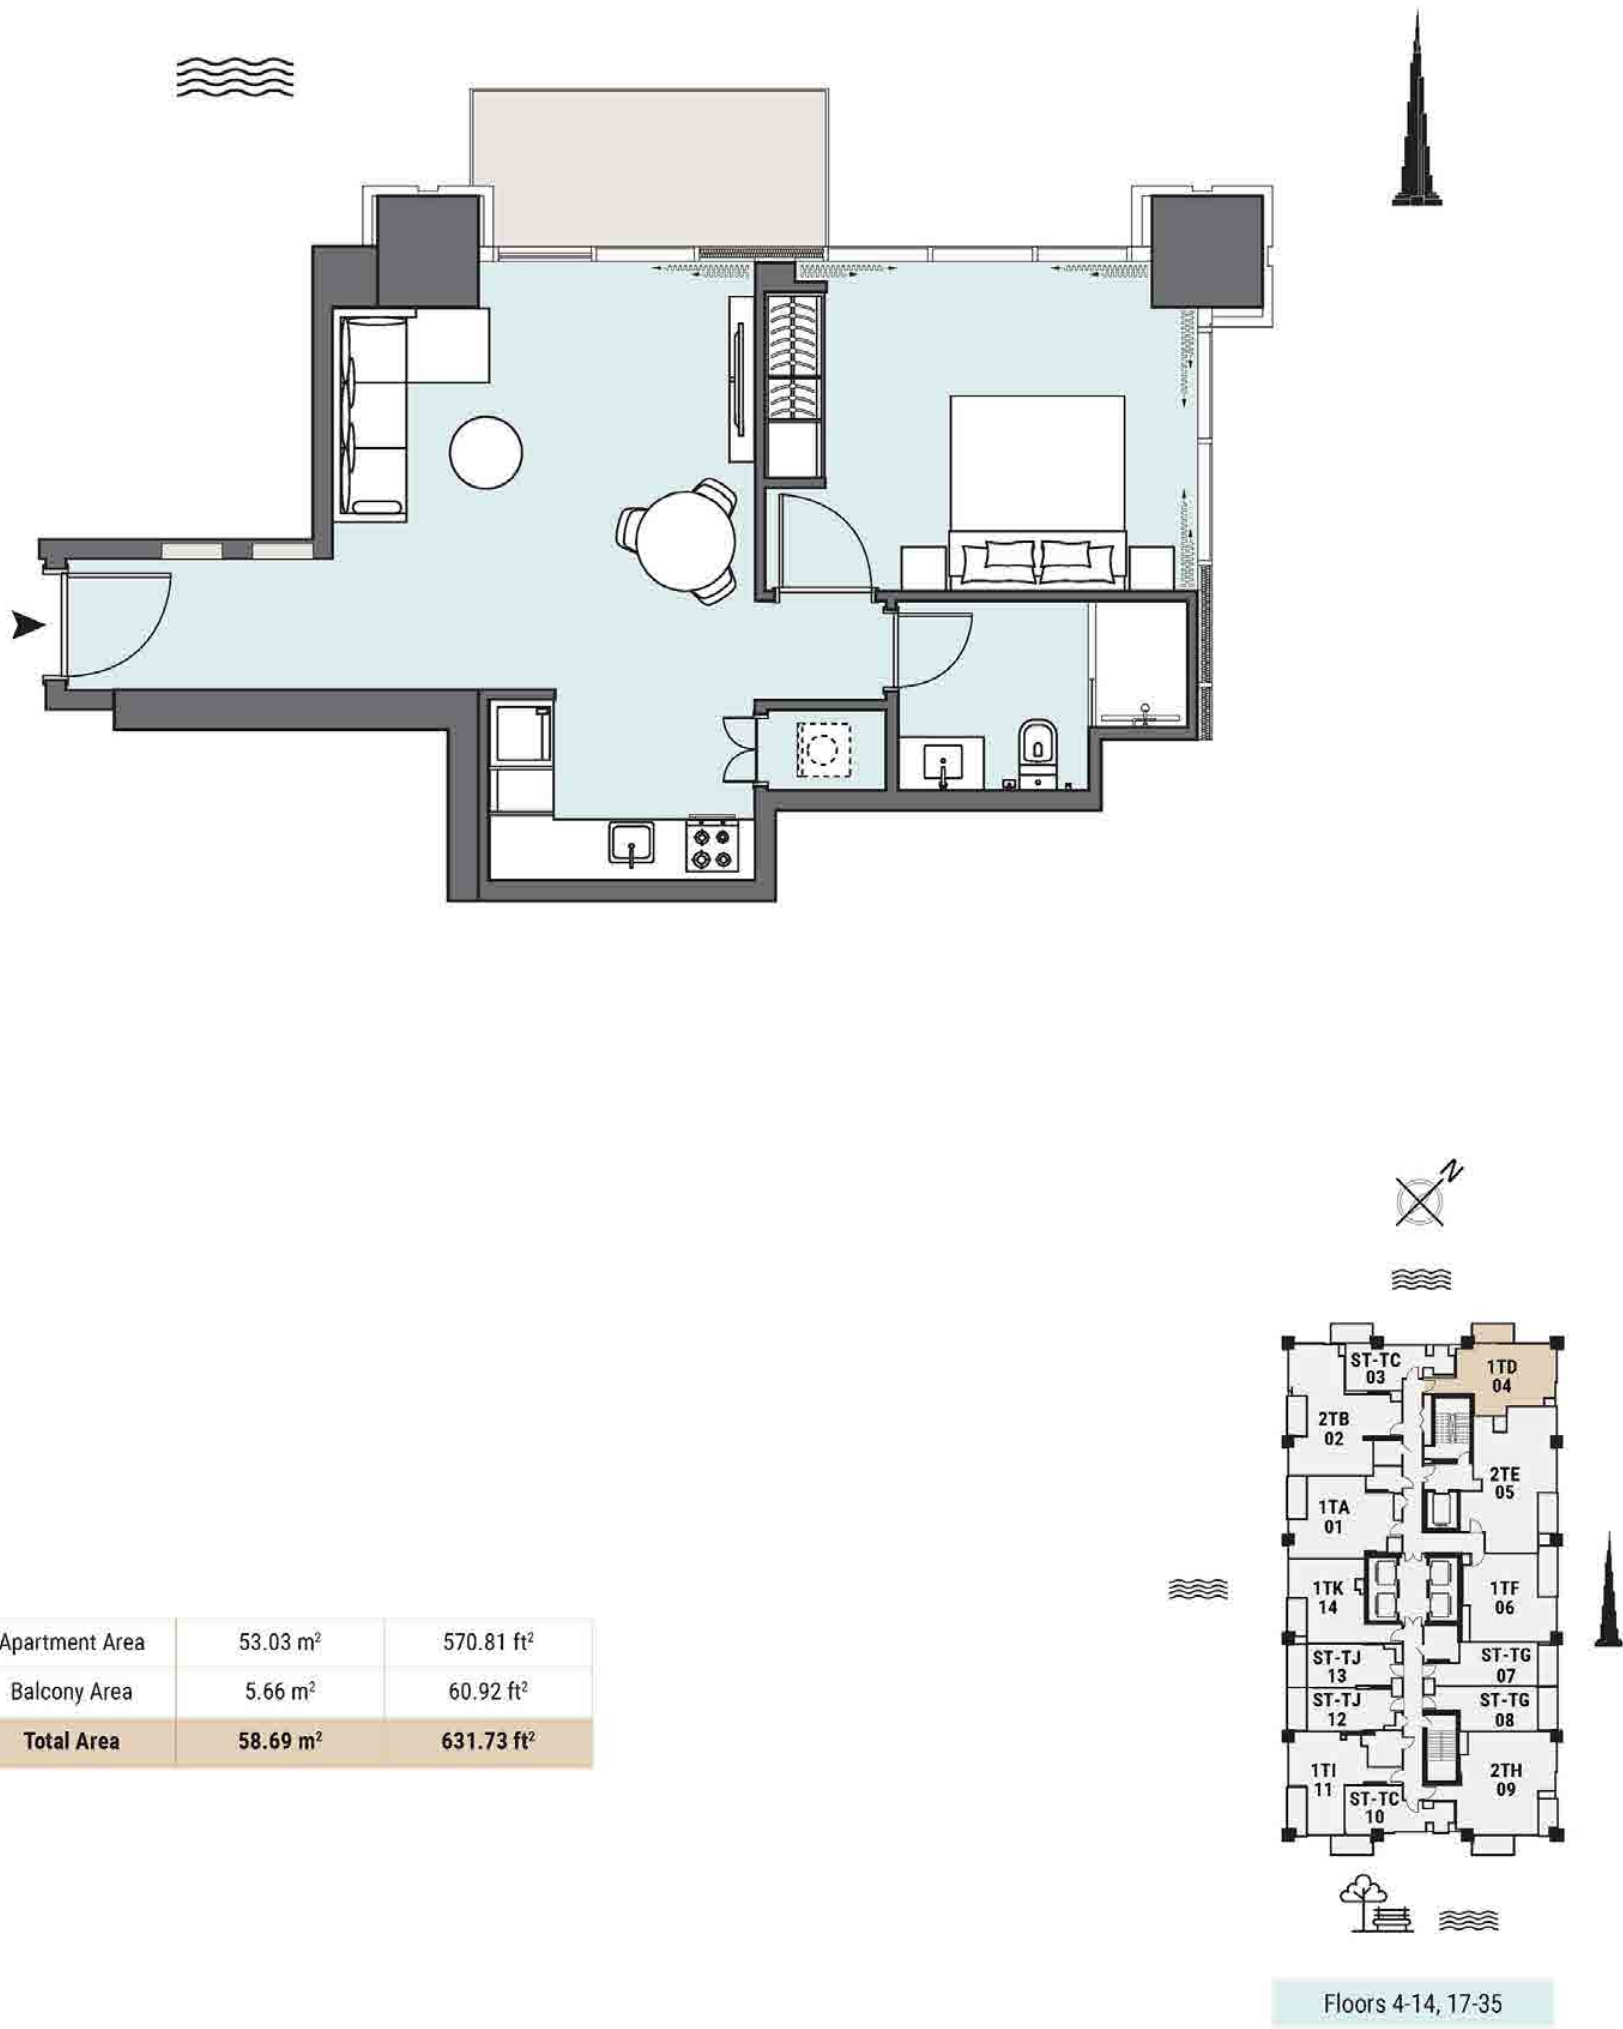 N
ST-TC
03
1TD
04
2TB
02
2TE
05
1TA
01
1TK
14
1TF
06
ST-TJ
13
ST-TG
07
ST-TJ
12
ST-TG
08
1TI
11
2TH
09
ST-TC
10
Apartment Area 53.03 m² 570.81 ft²
Balcony Area 5.66 m² 60.92 ft²
Total Area 58.69 m² 631.73 ft²
Floors 4-14, 17-35